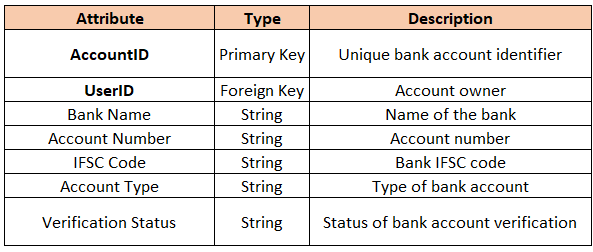 Attribute Type Description
AccountID Primary Key Unique bank account identifier
UserID Foreign Key Account owner
Bank Name String Name of the bank
Account Number String Account number
IFSC Code String Bank IFSC code
Account Type String Type of bank account
Verification Status String Status of bank account verification